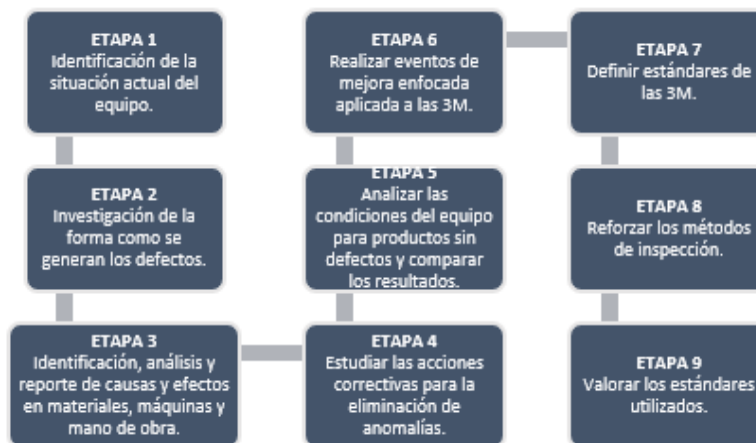 ETAPA 1
Identificación de la
situación actual del
equipo.
ETAPA 2
Investigación de la
forma como se
generan los defectos.
ETAPA 3
Identificación, análisis y
reporte de causas y efectos
en materiales, máquinas y
mano de obra.
ETAPA 4
Estudiar las acciones
correctivas para la
eliminación de
anomalías.
ETAPA 5
Analizar las
condiciones del equipo
para productos sin
defectos y comparar
los resultados.
ETAPA 6
Realizar eventos de
mejora enfocada
aplicada a las 3M.
ETAPA 7
Definir estándares de
las 3M.
ETAPA 8
Reforzar los métodos
de inspección.
ETAPA 9
Valorar los estándares
utilizados.